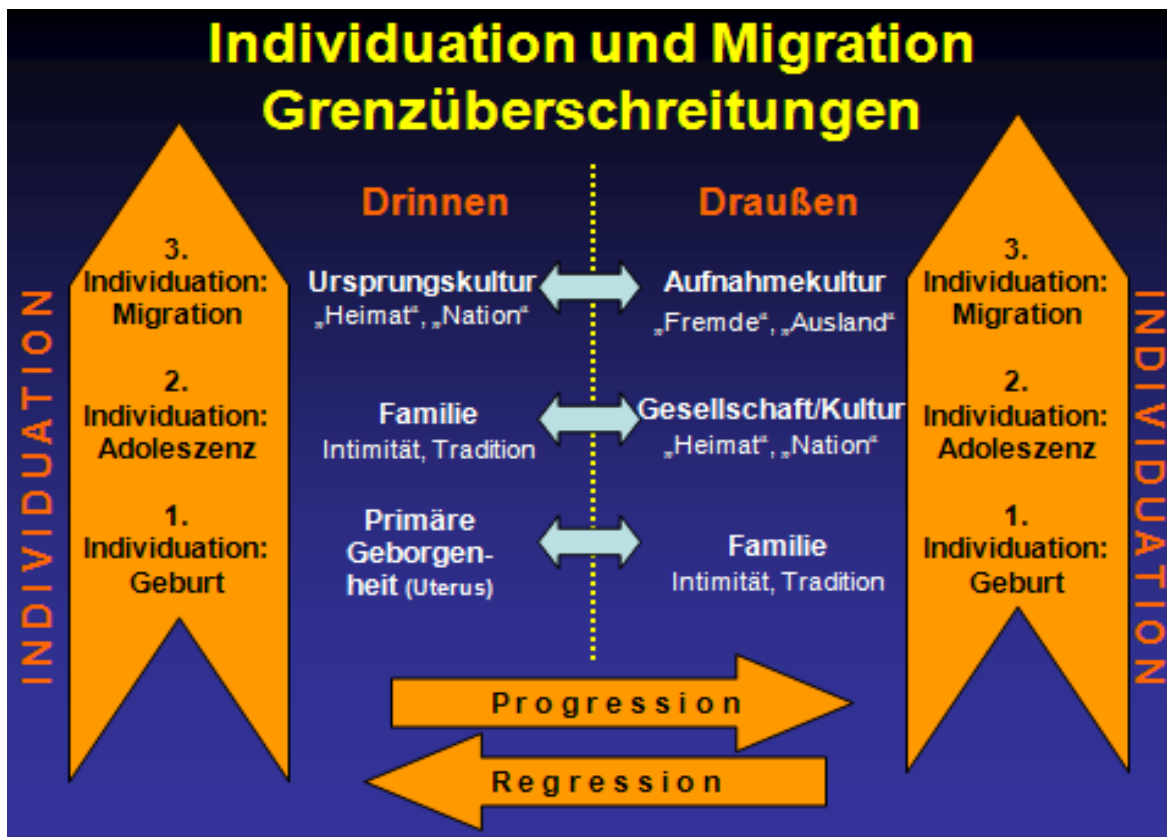 Individuation und Migration
Grenzüberschreitungen
INDIVIDUATION
3.
Individuation:
Migration
2.
Individuation:
Adoleszenz
1.
Individuation:
Geburt
Drinnen
Draußen
Ursprungskultur
„Heimat“, „Nation“
Aufnahmekultur
„Fremde“, „Ausland“
Familie
Intimität, Tradition
Gesellschaft/Kultur
„Heimat“, „Nation“
Primäre
Geborgen-
heit (Uterus)
Familie
Intimität, Tradition
3.
Individuation:
Migration
2.
Individuation:
Adoleszenz
1.
Individuation:
Geburt
INDIVIDUATION
Progression
Regression